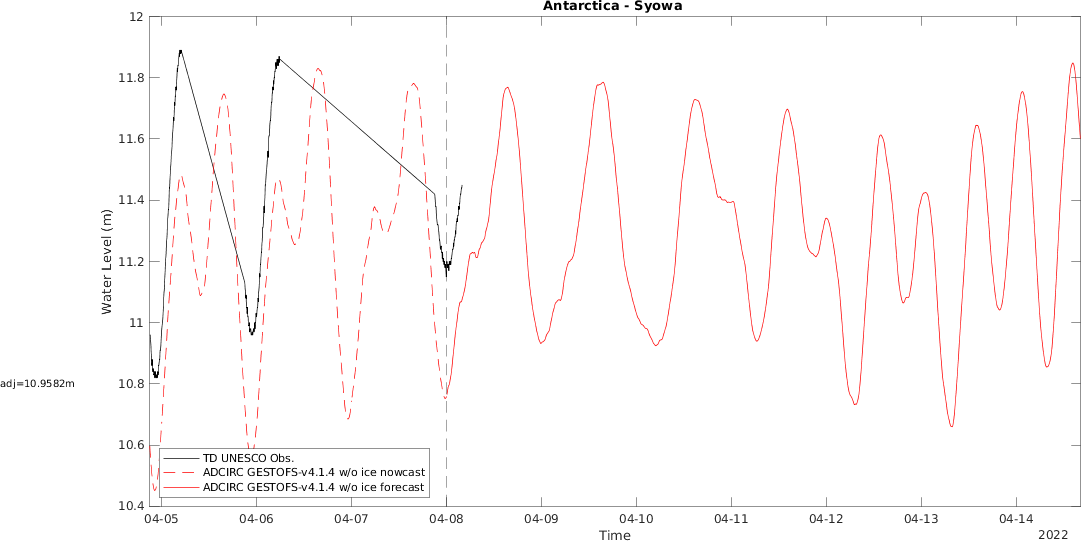 Antarctica - Syowa
12
11.8
11.6
11.4
11.2
11
10.8
10.6
10.4
Water Level (m)
adj=10.9582m
TD UNESCO Obs.
ADCIRC GESTOFS-v4.1.4 w/o ice nowcast
ADCIRC GESTOFS-v4.1.4 w/o ice forecast
04-05 04-06 04-07 04-08 04-09 04-10 04-11 04-12 04-13 04-14
Time
2022